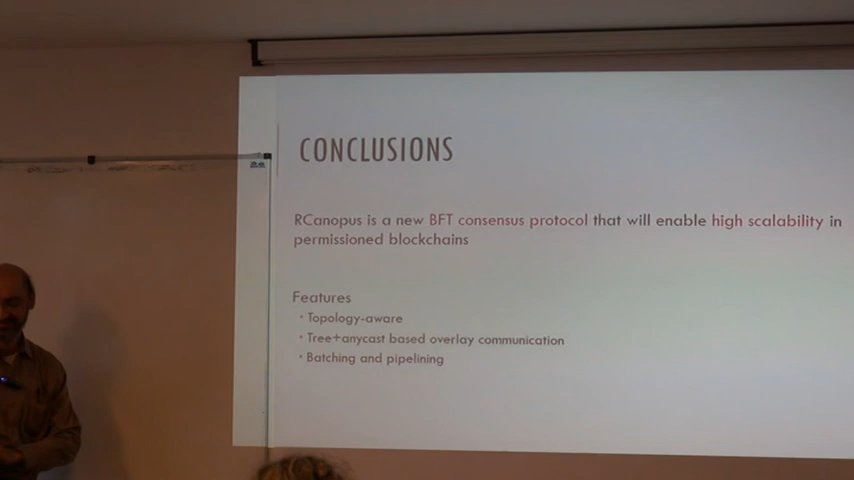 CONCLUSIONS
RCanopus is a new BFT consensus protocol that will enable high scalability in
permissioned blockchains
Features
• Topology-aware
• Tree+anycast based overlay communication
• Batching and pipelining